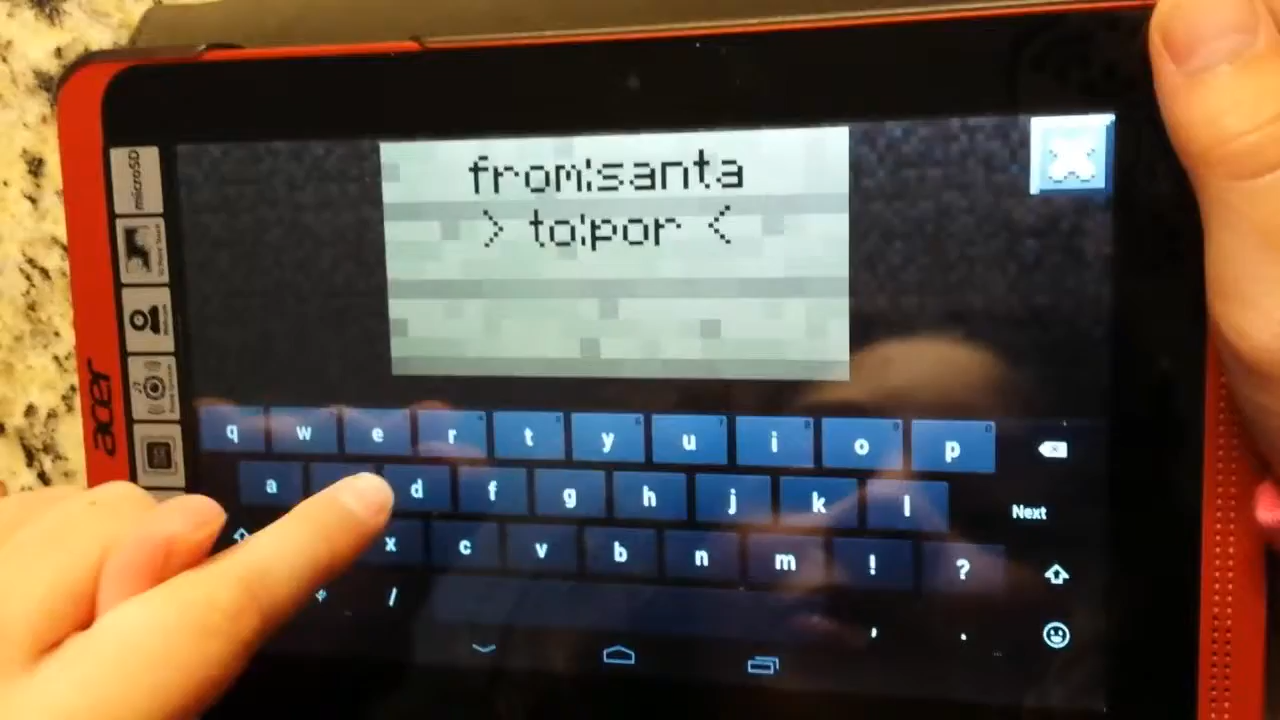 from:santa
> to:por <
microSD
acer
q w e r t y u i o p
a d f g h j k l Next
x c v b n m ! ?
/ , .